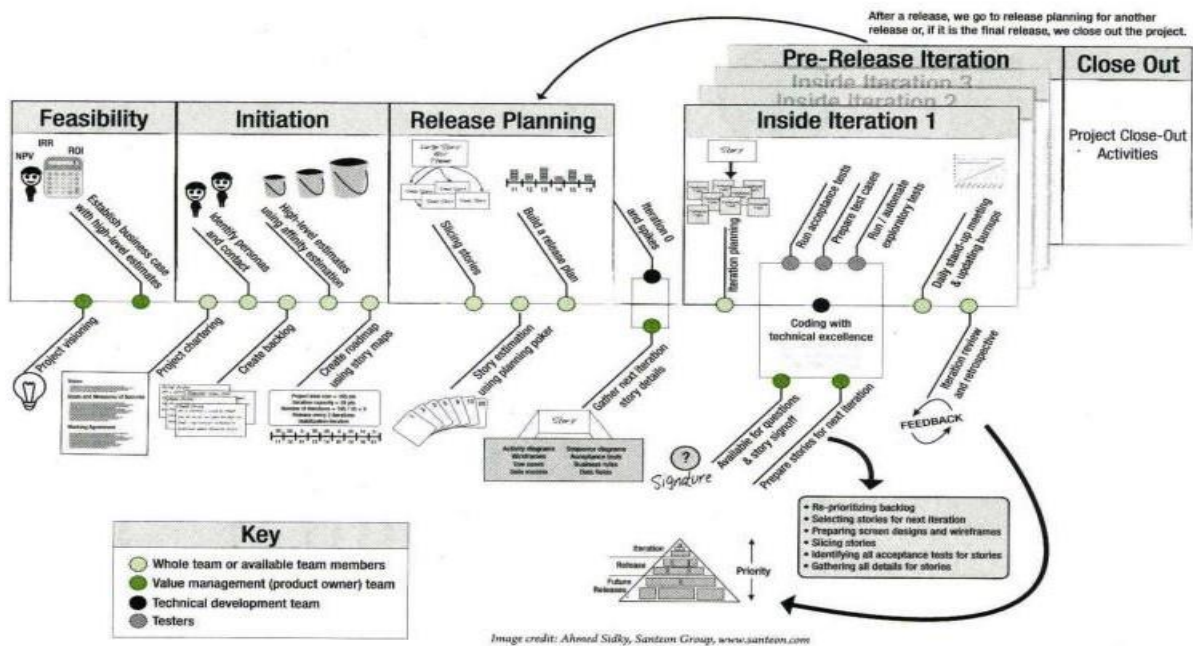 After a release, we go to release planning for another
release or, if it is the final release, we close out the project.
Pre-Release Iteration
Close Out
Inside Iteration 3
Inside Iteration 2
Feasibility
Initiation
Release Planning
Inside Iteration 1
Project Close-Out
Activities
NPV
IRR
ROI
Establish business case
with high-level estimates
Identify personas
and contact
High-level estimates
using affinity estimation
Slicing stories
Build a release plan
Iteration 0
and spikes
Story
Iteration planning
Run acceptance tests
Prepare test cases
Run / automate
exploratory tests
Daily stand-up meeting
& updating burnups
Coding with
technical excellence
Project visioning
Project chartering
Create backlog
Create roadmap
using story maps
Story estimation
using planning poker
Gather next iteration
story details
Available for questions
& story signoff
Prepare stories for next iteration
Iteration review
and retrospective
FEEDBACK
Story
Activity diagrams
Wireframes
Use cases
Data models
Sequence diagrams
Acceptance tests
Business rules
Data fields
?
Signature
• Re-prioritizing backlog
• Selecting stories for next iteration
• Preparing screen designs and wireframes
• Slicing stories
• Identifying all acceptance tests for stories
• Gathering all details for stories
Iteration
Release
Future
Releases
Priority
Key
Whole team or available team members
Value management (product owner) team
Technical development team
Testers
Image credit: Ahmed Sidky, Santeon Group, www.santeon.com